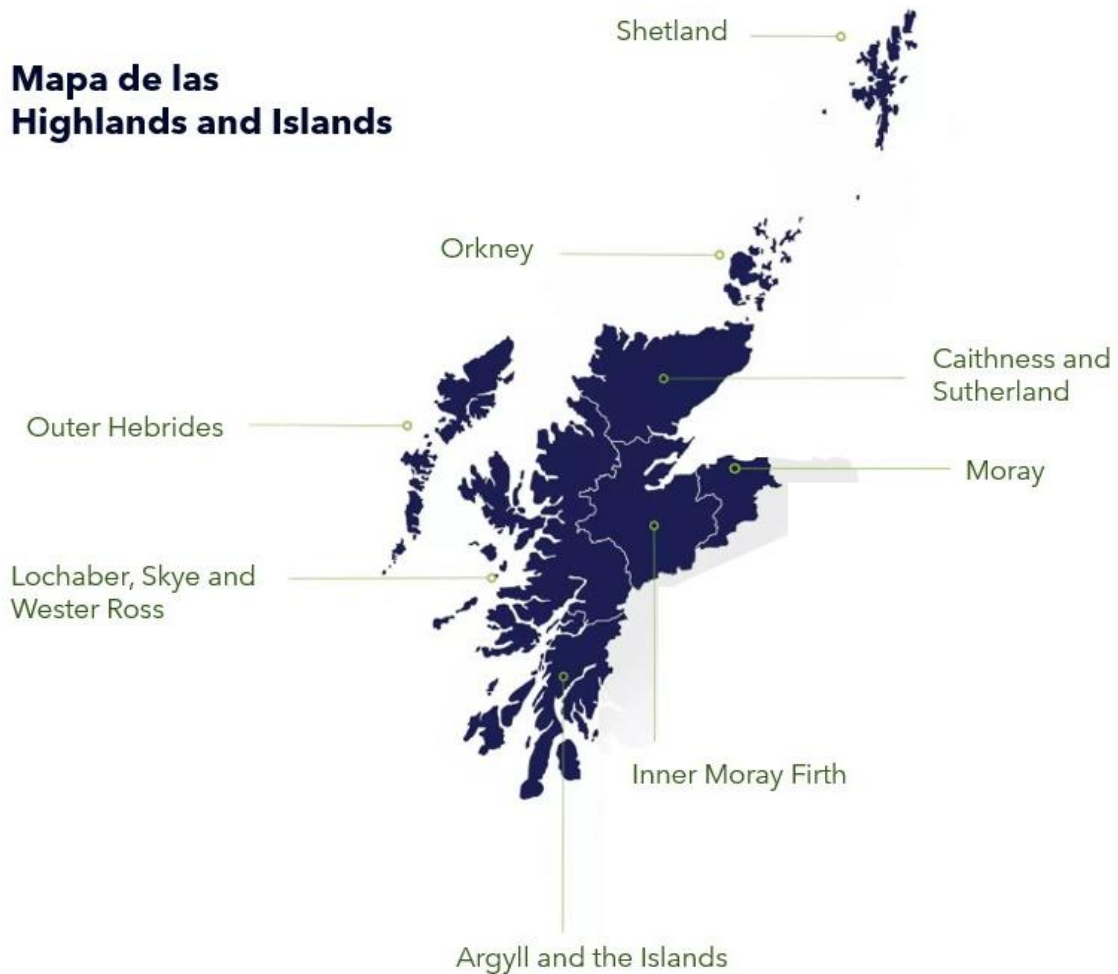 Mapa de las
Highlands and Islands
Shetland
Orkney
Caithness and
Sutherland
Outer Hebrides
Moray
Lochaber, Skye and
Wester Ross
Inner Moray Firth
Argyll and the Islands